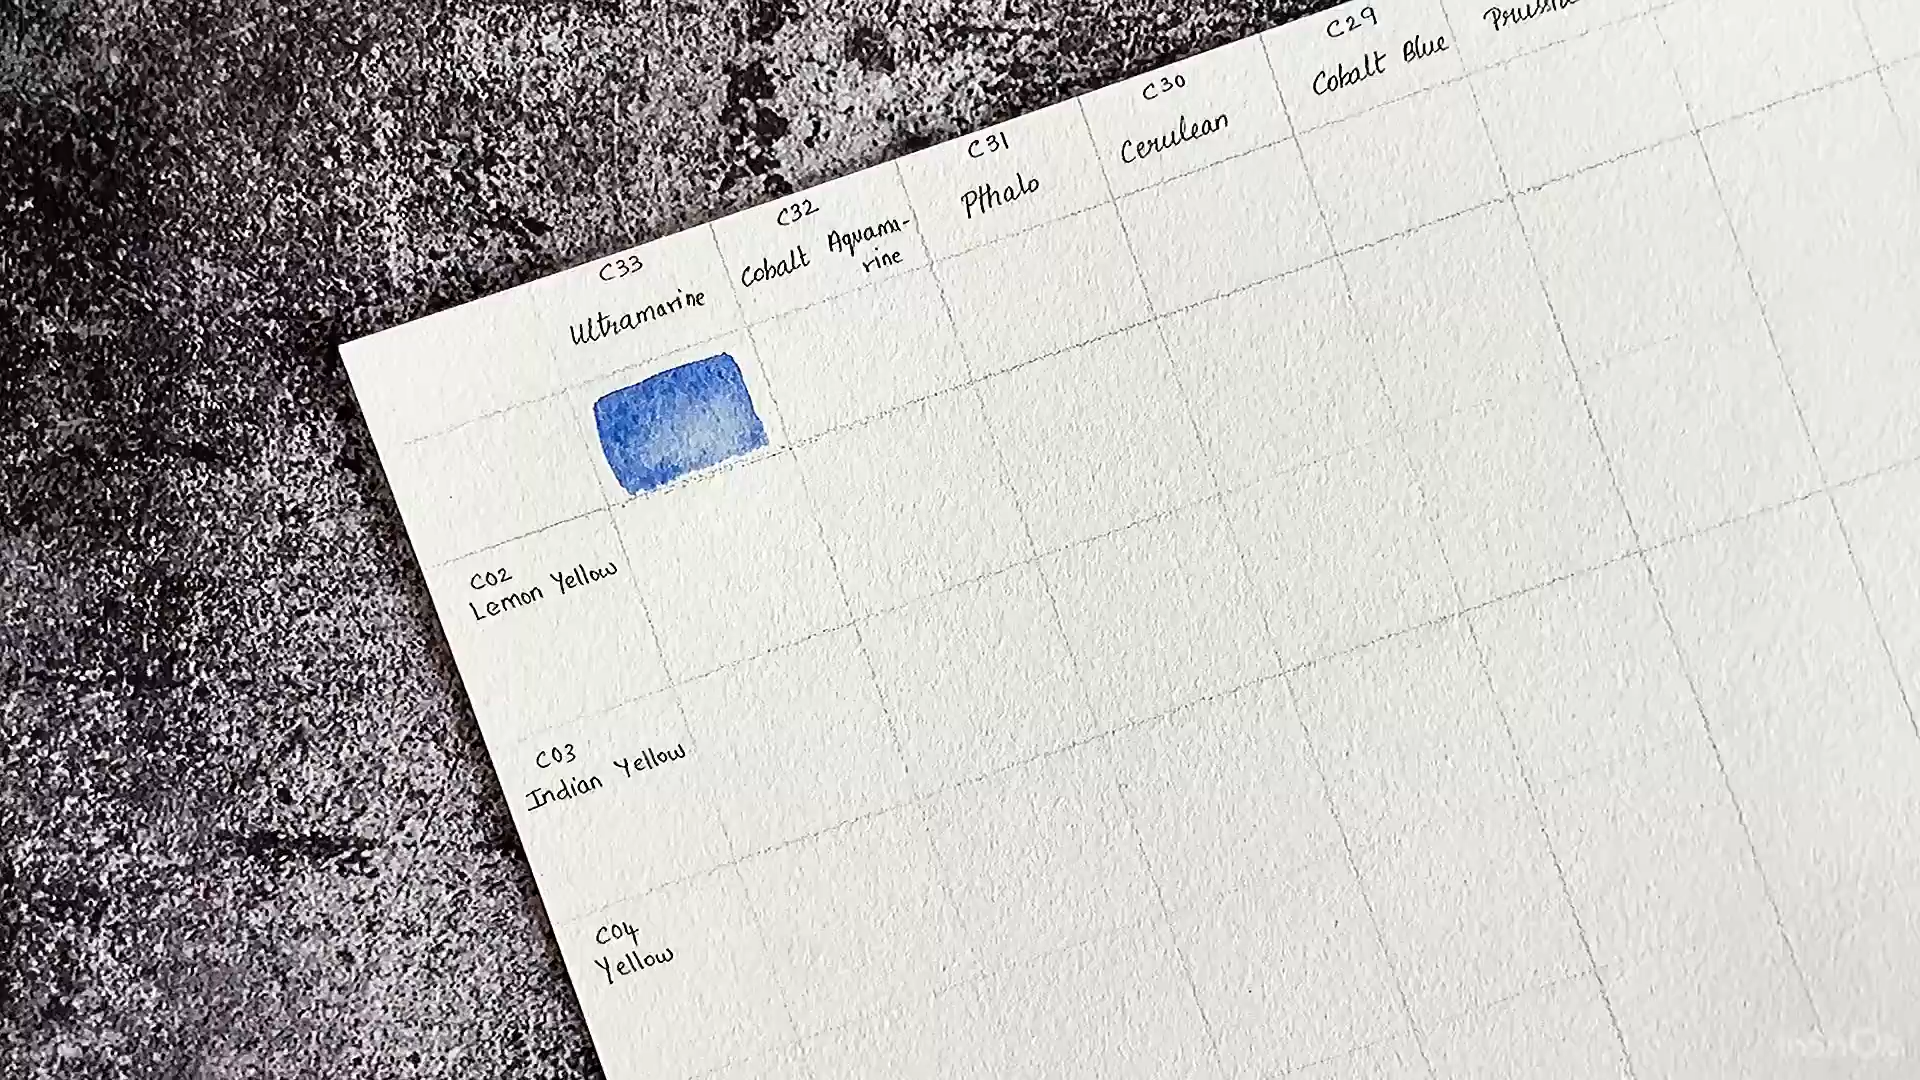 C33
Ultramarine
C32
Cobalt Aquama-
rine
C31
Pthalo
C30
Cerulean
C29
Cobalt Blue
C02
Lemon Yellow
C03
Indian Yellow
C04
Yellow